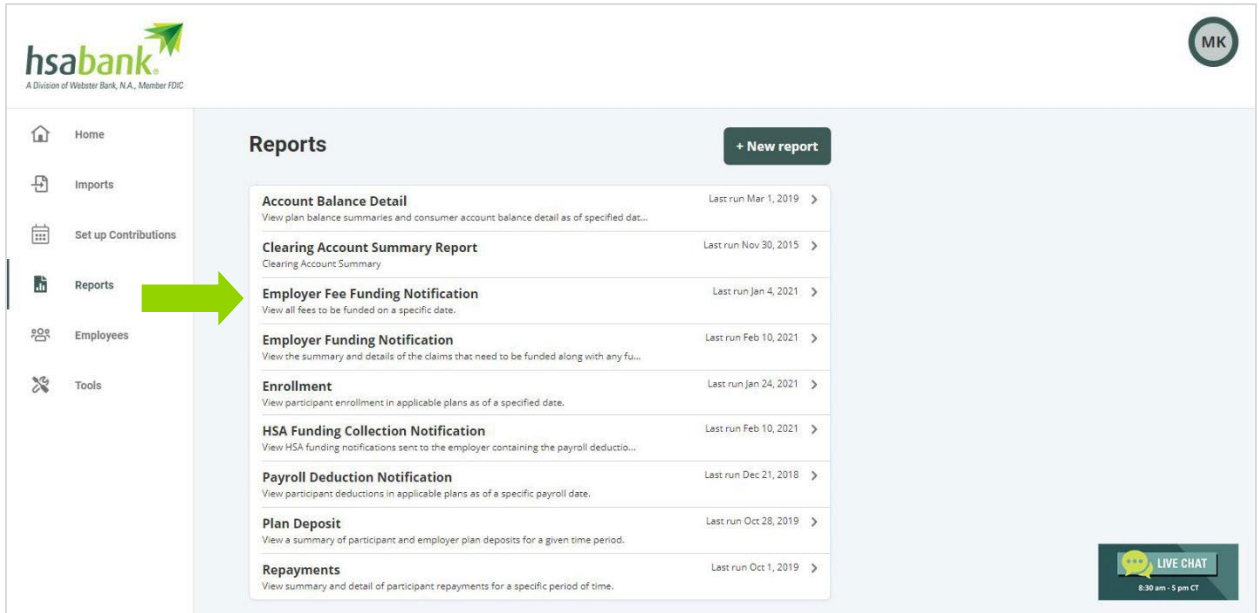 hsabank.
A Division of Webster Bank, N.A., Member FDIC
MK
Home
Imports
Set up Contributions
Reports
Employees
Tools
Reports
+ New report
Account Balance Detail
Last run Mar 1, 2019
View plan balance summaries and consumer account balance detail as of specified dat...
Clearing Account Summary Report
Last run Nov 30, 2015
Clearing Account Summary
Employer Fee Funding Notification
Last run Jan 4, 2021
View all fees to be funded on a specific date.
Employer Funding Notification
Last run Feb 10, 2021
View the summary and details of the claims that need to be funded along with any fu...
Enrollment
Last run Jan 24, 2021
View participant enrollment in applicable plans as of a specified date.
HSA Funding Collection Notification
Last run Feb 10, 2021
View HSA funding notifications sent to the employer containing the payroll deductio...
Payroll Deduction Notification
Last run Dec 21, 2018
View participant deductions in applicable plans as of a specific payroll date.
Plan Deposit
Last run Oct 28, 2019
View a summary of participant and employer plan deposits for a given time period.
Repayments
Last run Oct 1, 2019
View summary and detail of participant repayments for a specific period of time.
LIVE CHAT
8:30 am - 5 pm CT